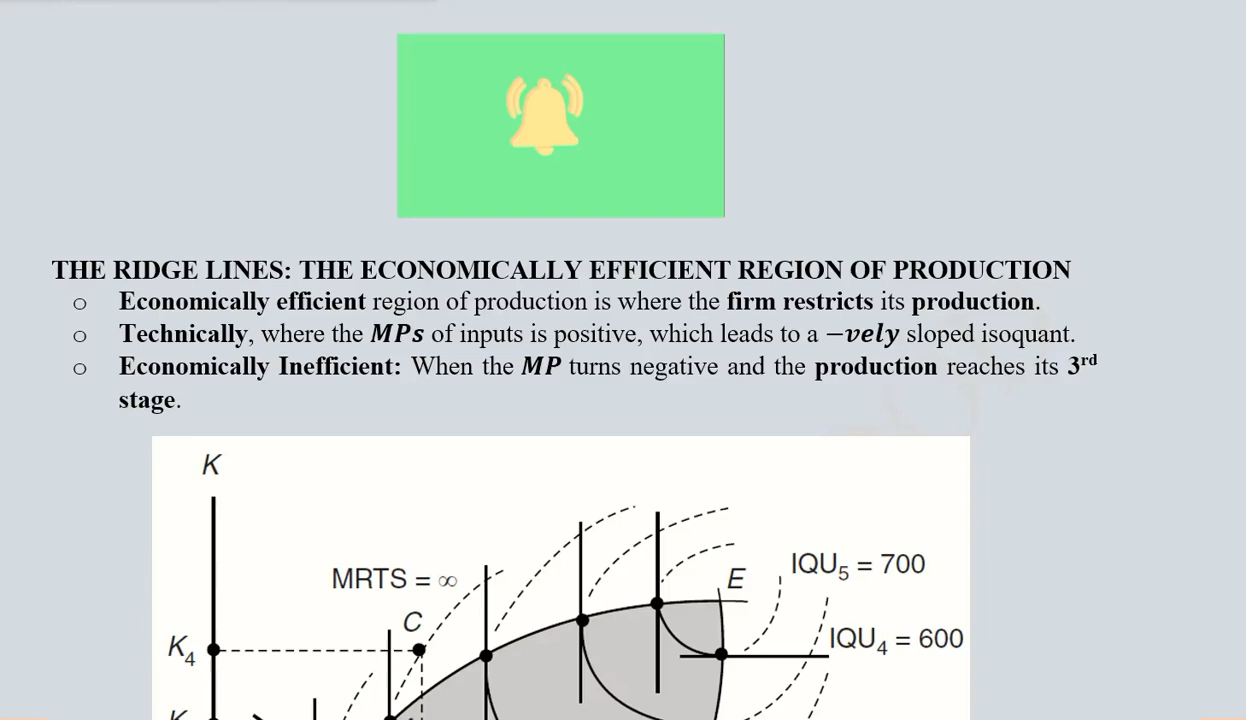 THE RIDGE LINES: THE ECONOMICALLY EFFICIENT REGION OF PRODUCTION
o Economically efficient region of production is where the firm restricts its production.
o Technically, where the MPs of inputs is positive, which leads to a −vely sloped isoquant.
o Economically Inefficient: When the MP turns negative and the production reaches its 3rd
stage.
K
MRTS = ∞
IQU5 = 700
E
C
IQU4 = 600
K4